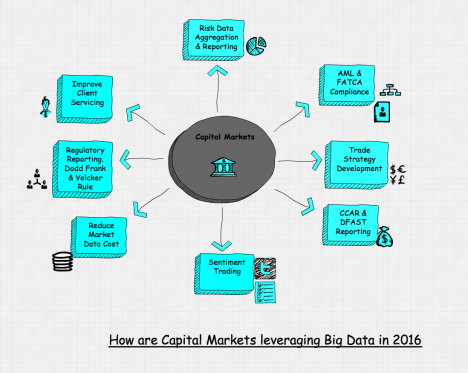 Risk Data
Aggregation
& Reporting
AML &
FATCA
Compliance
Improve
Client
Servicing
Capital Markets
Regulatory
Reporting.
Dodd Frank
& Volcker
Rule
Trade
Strategy
Development
$€
¥£
Reduce
Market
Data Cost
CCAR &
DFAST
Reporting
$
Sentiment
Trading
How are Capital Markets leveraging Big Data in 2016